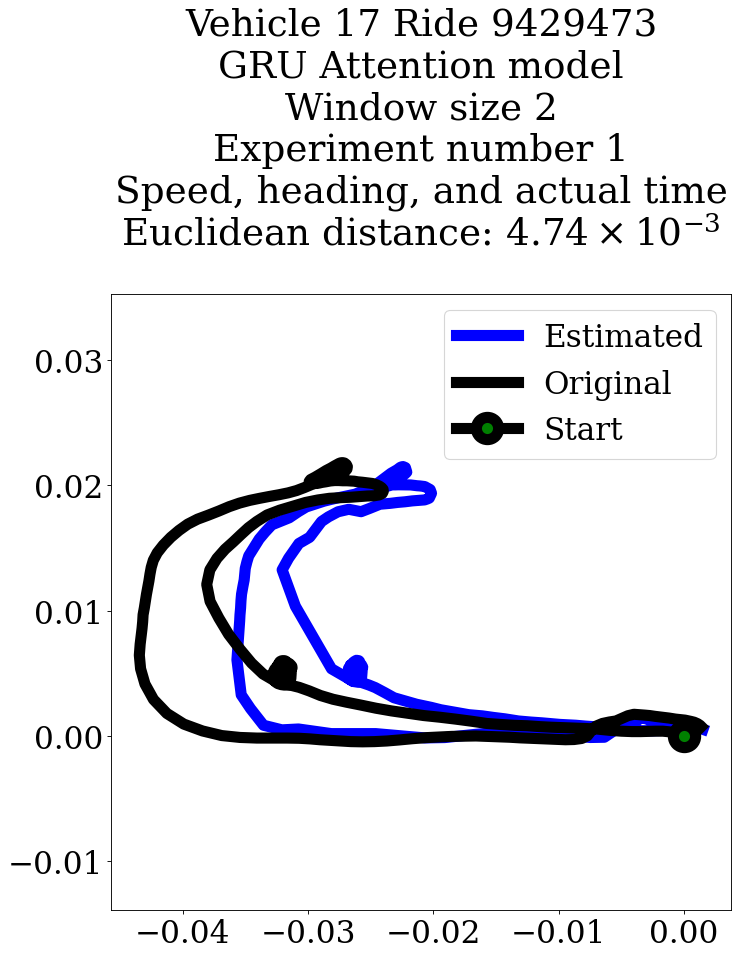 Vehicle 17 Ride 9429473
GRU Attention model
Window size 2
Experiment number 1
Speed, heading, and actual time
Euclidean distance: 4.74 × 10⁻³
Estimated
Original
Start
0.03
0.02
0.01
0.00
−0.01
−0.04
−0.03
−0.02
−0.01
0.00